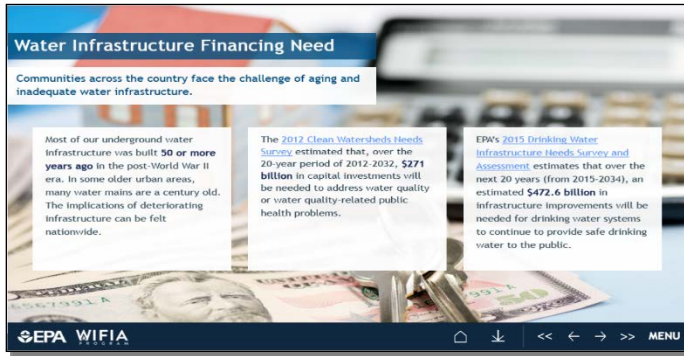 Water Infrastructure Financing Need
Communities across the country face the challenge of aging and
inadequate water infrastructure.
Most of our underground water
infrastructure was built 50 or more
years ago in the post-World War II
era. In some older urban areas,
many water mains are a century old.
The implications of deteriorating
infrastructure can be felt
nationwide.
The 2012 Clean Watersheds Needs
Survey estimated that, over the
20-year period of 2012-2032, $271
billion in capital investments will
be needed to address water quality
or water quality-related public
health problems.
EPA's 2015 Drinking Water
Infrastructure Needs Survey and
Assessment estimates that over the
next 20 years (from 2015-2034), an
estimated $472.6 billion in
infrastructure improvements will be
needed for drinking water systems
to continue to provide safe drinking
water to the public.
EPA WIFIA
PROGRAM
<< ← → >> MENU